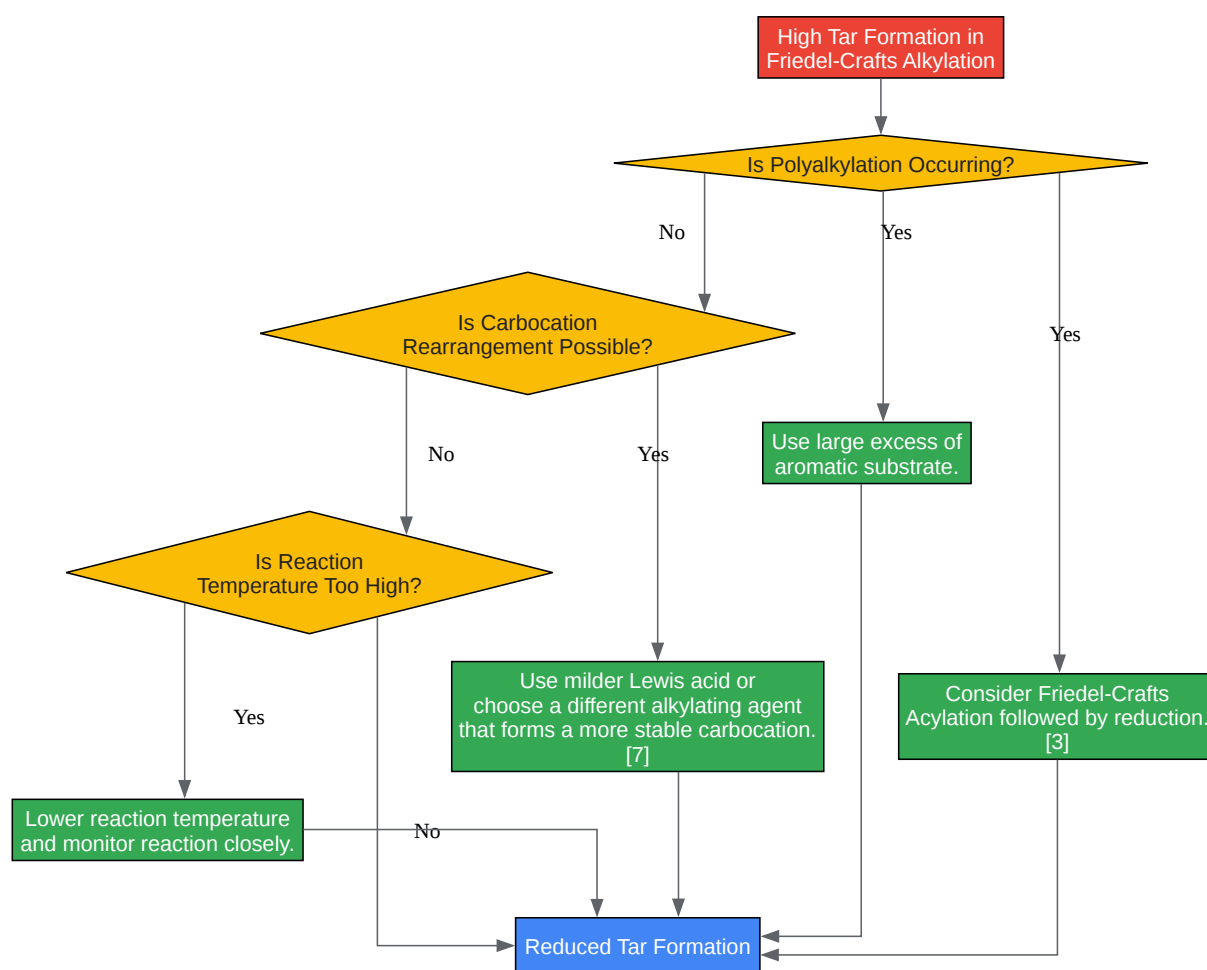 High Tar Formation in
Friedel-Crafts Alkylation
Is Polyalkylation Occurring?
No
Yes
Yes
Is Carbocation
Rearrangement Possible?
No
Yes
Use large excess of
aromatic substrate.
Is Reaction
Temperature Too High?
Yes
Use milder Lewis acid or
choose a different alkylating agent
that forms a more stable carbocation.
[7]
Consider Friedel-Crafts
Acylation followed by reduction.
[3]
Lower reaction temperature
and monitor reaction closely.
No
Reduced Tar Formation